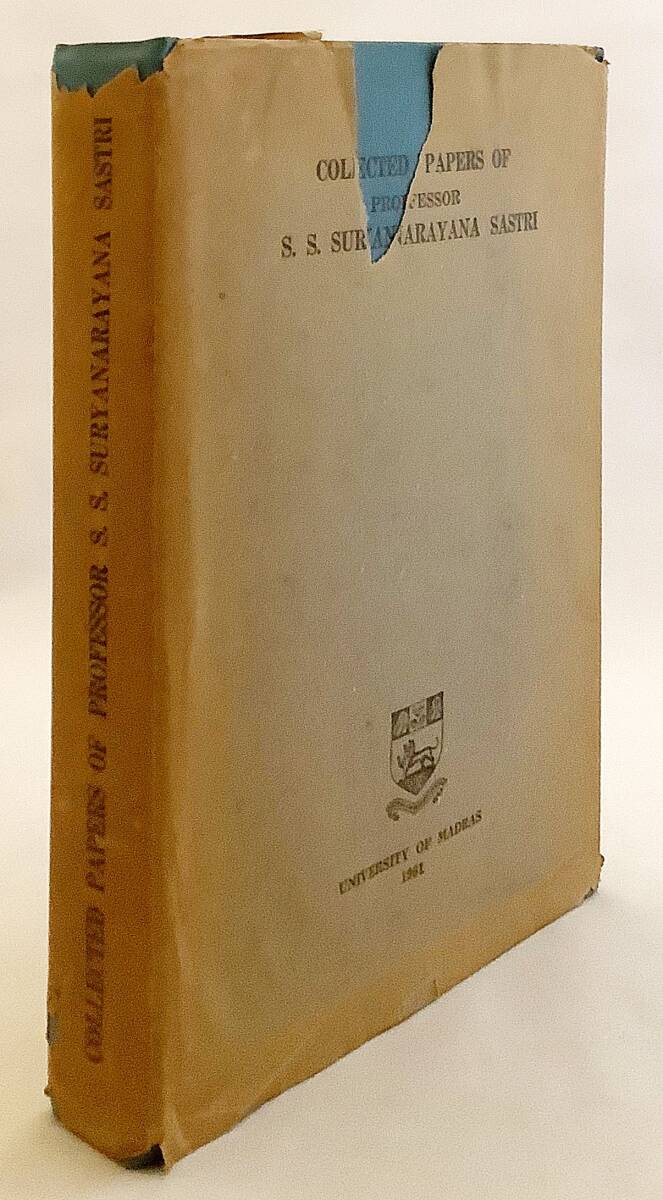 COLLECTED PAPERS OF PROFESSOR S. S. SURYANARAYANA SASTRI
COLLECTED PAPERS OF
PROFESSOR
S. S. SURYANARAYANA SASTRI
UNIVERSITY OF MADRAS
1961